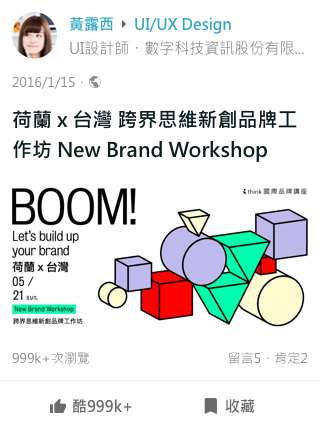 黃露西 UI/UX Design
UI設計師．數字科技資訊股份有限...
2016/1/15 ·
荷蘭 x 台灣 跨界思維新創品牌工
作坊 New Brand Workshop
BOOM!
think 國際品牌講座
Let's build up
your brand
荷蘭 x 台灣
05 /
21 sun.
New Brand Workshop
跨界思維新創品牌工作坊
999k+次瀏覽
留言5．肯定2
酷999k+
收藏